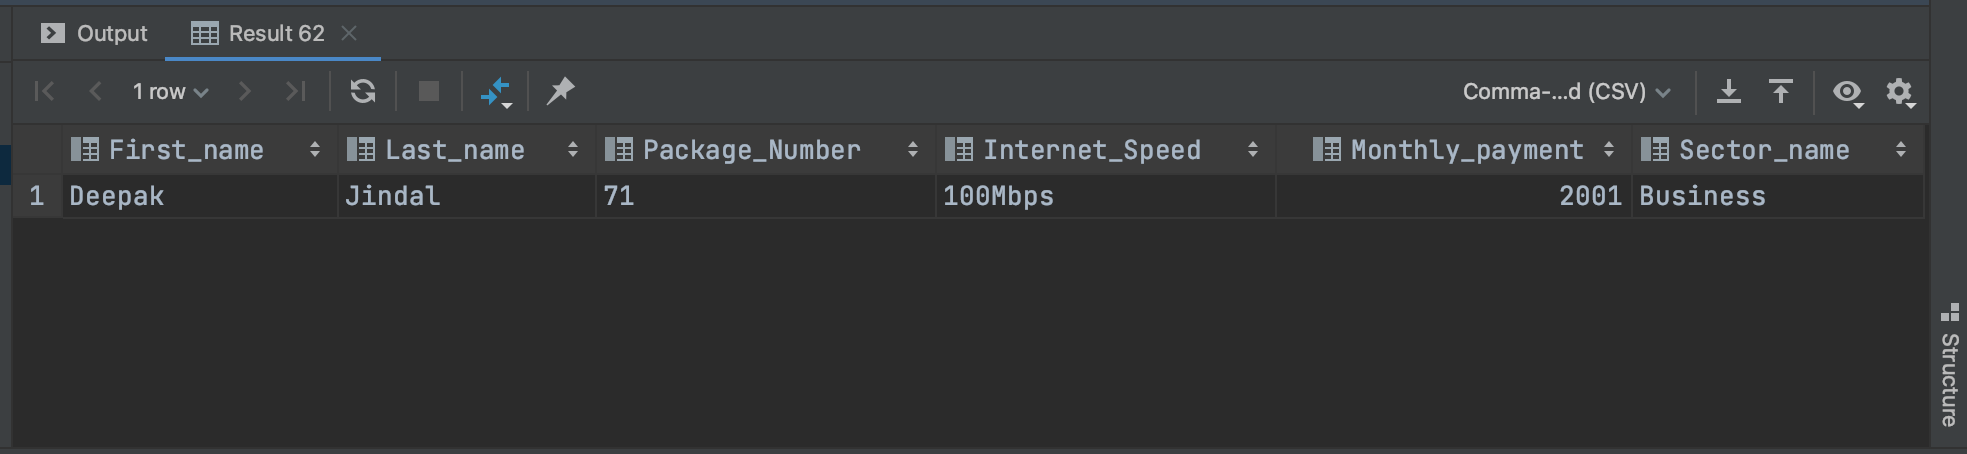 Output Result 62
1 row Comma-...d (CSV)
First_name Last_name Package_Number Internet_Speed Monthly_payment Sector_name
1 Deepak Jindal 71 100Mbps 2001 Business
Structure